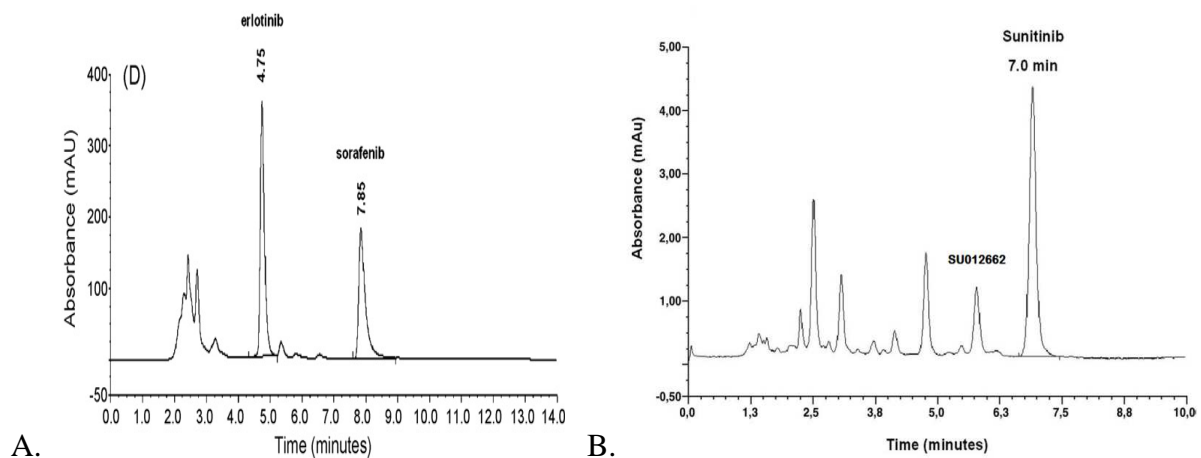 erlotinib
4.75
(D)
sorafenib
7.85
Absorbance (mAU)
400
300
200
100
-50
0.0 1.0 2.0 3.0 4.0 5.0 6.0 7.0 8.0 9.0 10.0 11.0 12.0 13.0 14.0
Time (minutes)
A.
Sunitinib
7.0 min
SU012662
Absorbance (mAu)
5,00
4,00
3,00
2,00
1,00
-0,50
0,0 1,3 2,5 3,8 5,0 6,3 7,5 8,8 10,0
Time (minutes)
B.